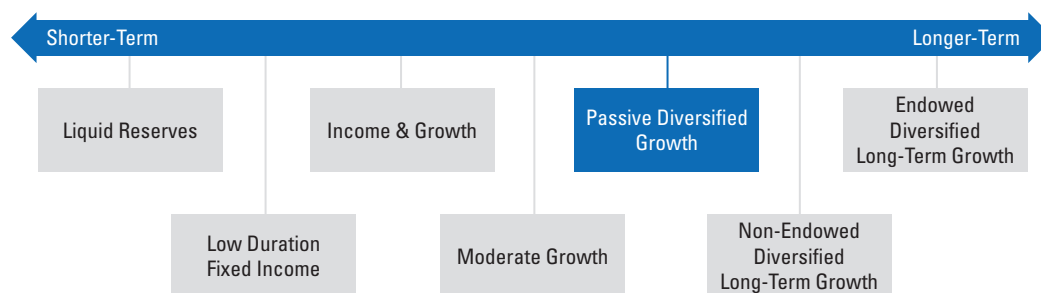 Shorter-Term
Longer-Term
Liquid Reserves
Income & Growth
Passive Diversified
Growth
Endowed
Diversified
Long-Term Growth
Low Duration
Fixed Income
Moderate Growth
Non-Endowed
Diversified
Long-Term Growth